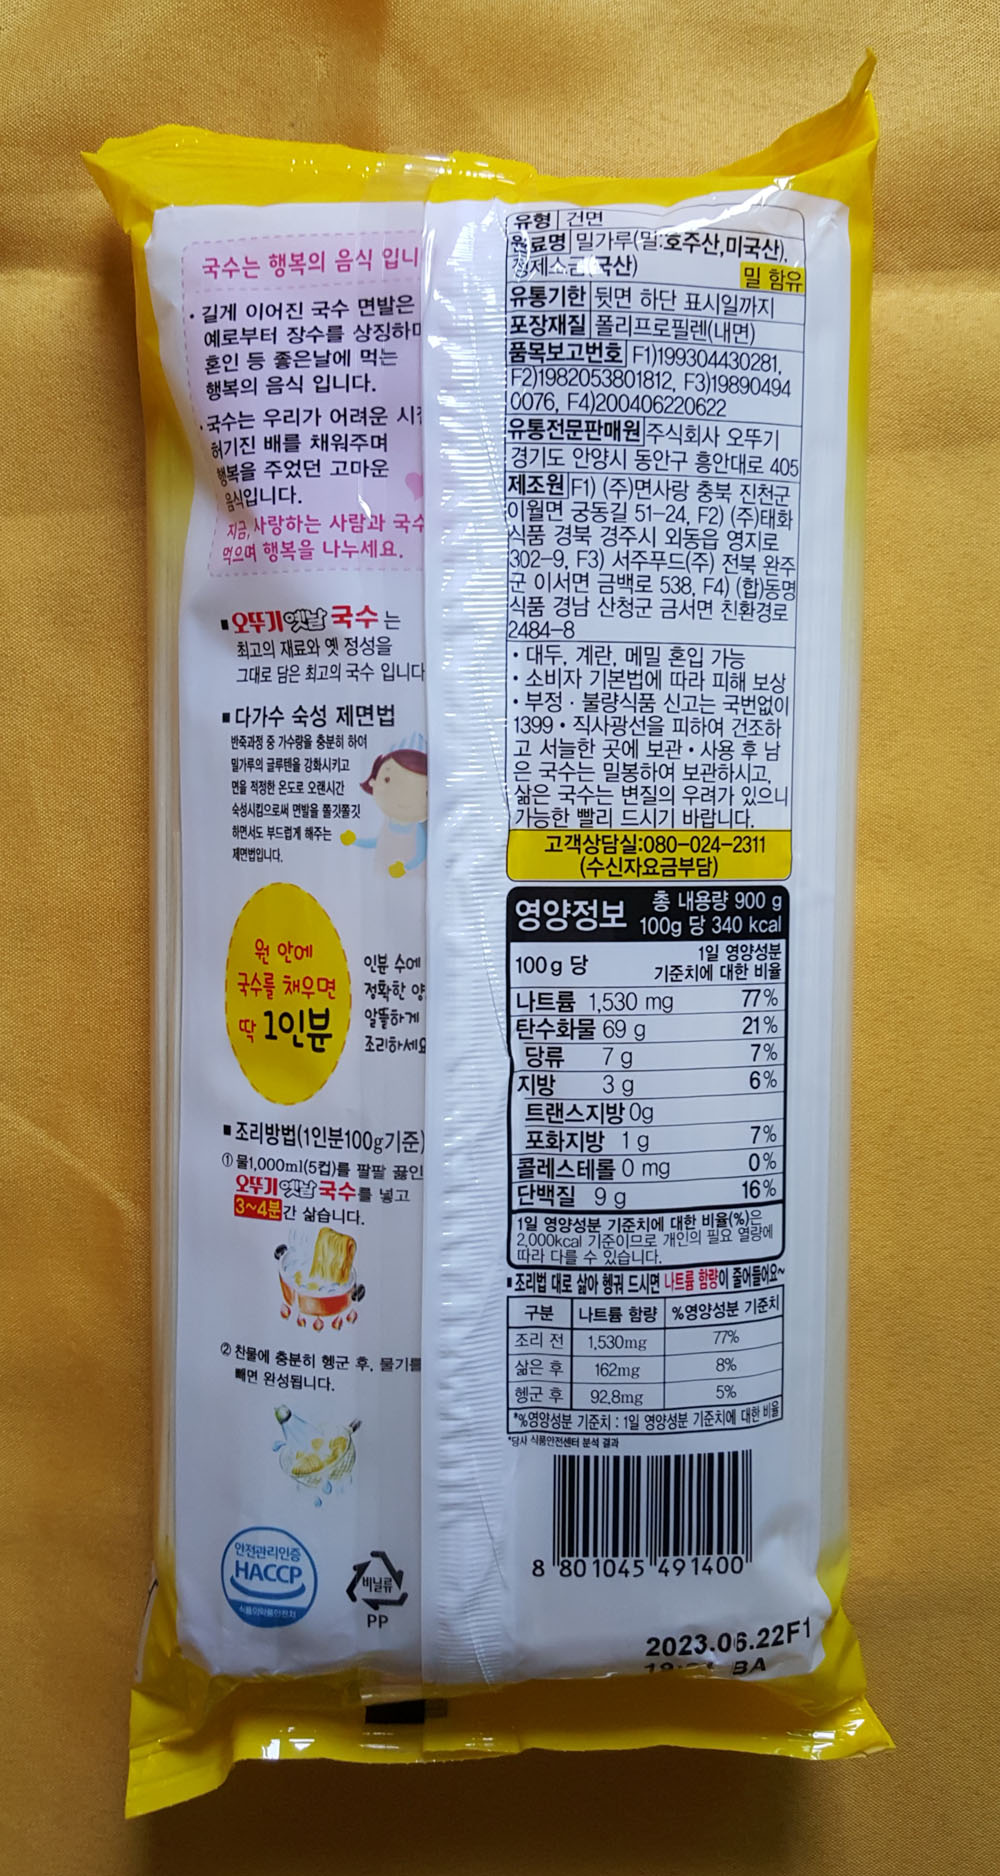 국수는 행복의 음식 입니
· 길게 이어진 국수 면발은
예로부터 장수를 상징하며
혼인 등 좋은날에 먹는
행복의 음식 입니다.
· 국수는 우리가 어려운 시
허기진 배를 채워주며
행복을 주었던 고마운
음식입니다.
지금, 사랑하는 사람과 국수
먹으며 행복을 나누세요.
■ 오뚜기 옛날 국수 는
최고의 재료와 옛 정성을
그대로 담은 최고의 국수 입니다
■ 다가수 숙성 제면법
반죽과정 중 가수량을 충분히 하여
밀가루의 글루텐을 강화시키고
면을 적정한 온도로 오랜시간
숙성시킴으로써 면발을 쫄깃쫄깃
하면서도 부드럽게 해주는
제면법입니다.
원 안에
국수를 채우면
딱 1인분
인분 수에
정확한 양
알뜰하게
조리하세요
■ 조리방법(1인분100g기준)
① 물1,000ml(5컵)를 팔팔 끓인
오뚜기 옛날 국수를 넣고
3~4분간 삶습니다.
② 찬물에 충분히 헹군 후, 물기를
빼면 완성됩니다.
안전관리인증
HACCP
식품의약품안전처
비닐류
PP
유형 건면
원료명 밀가루(밀:호주산,미국산),
정제소금(국산)
밀 함유
유통기한 뒷면 하단 표시일까지
포장재질 폴리프로필렌(내면)
품목보고번호 F1)199304430281,
F2)1982053801812, F3)19890494
0076, F4)200406220622
유통전문판매원 주식회사 오뚜기
경기도 안양시 동안구 흥안대로 405
제조원 F1) (주)면사랑 충북 진천군
이월면 궁동길 51-24, F2) (주)태화
식품 경북 경주시 외동읍 영지로
302-9, F3) 서주푸드(주) 전북 완주
군 이서면 금백로 538, F4) (합)동명
식품 경남 산청군 금서면 친환경로
2484-8
• 대두, 계란, 메밀 혼입 가능
• 소비자 기본법에 따라 피해 보상
• 부정 · 불량식품 신고는 국번없이
1399 • 직사광선을 피하여 건조하
고 서늘한 곳에 보관 • 사용 후 남
은 국수는 밀봉하여 보관하시고,
삶은 국수는 변질의 우려가 있으니
가능한 빨리 드시기 바랍니다.
고객상담실:080-024-2311
(수신자요금부담)
영양정보 총 내용량 900 g
100g 당 340 kcal
100g 당 1일 영양성분
기준치에 대한 비율
나트륨 1,530 mg 77%
탄수화물 69 g 21%
당류 7 g 7%
지방 3 g 6%
트랜스지방 0g
포화지방 1 g 7%
콜레스테롤 0 mg 0%
단백질 9 g 16%
1일 영양성분 기준치에 대한 비율(%)은
2,000kcal 기준이므로 개인의 필요 열량에
따라 다를 수 있습니다.
■ 조리법 대로 삶아 헹궈 드시면 나트륨 함량이 줄어들어요~
구분 나트륨 함량 %영양성분 기준치
조리 전 1,530mg 77%
삶은 후 162mg 8%
헹군 후 92.8mg 5%
*%영양성분 기준치 : 1일 영양성분 기준치에 대한 비율
*당사 식품안전센터 분석 결과
8 801045 491400
2023.06.22F1
BA